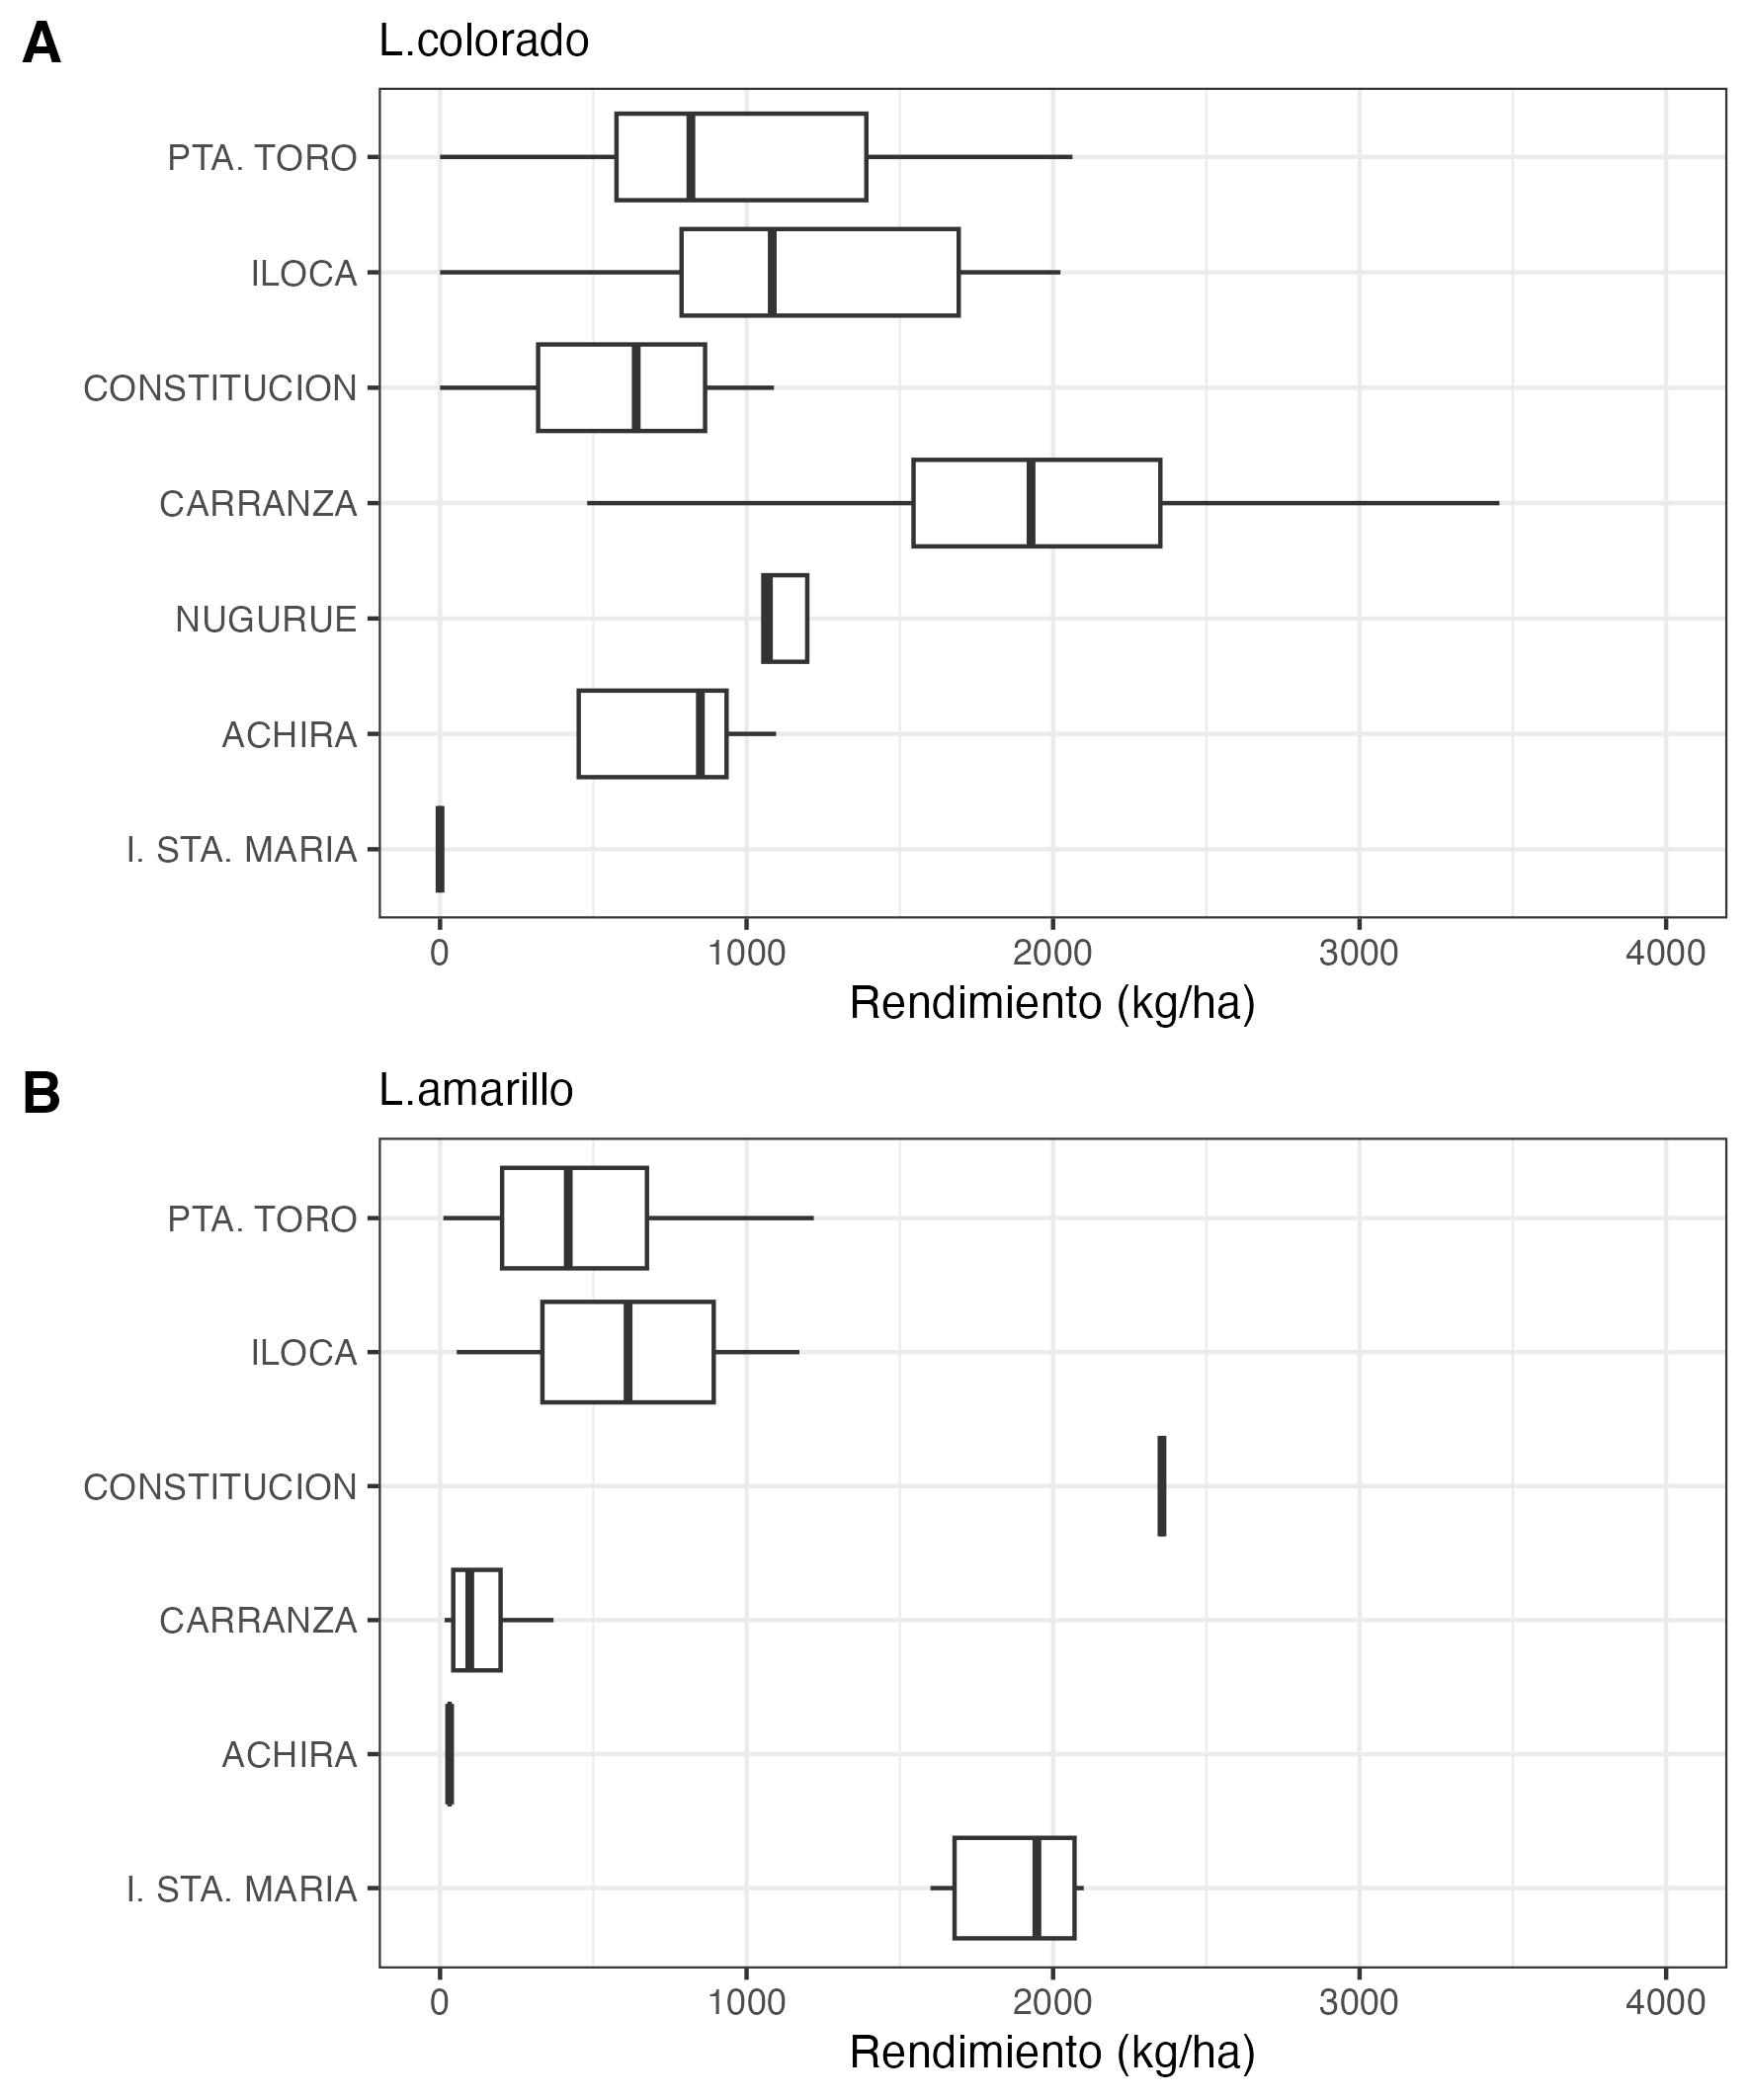 A
L.colorado
PTA. TORO
ILOCA
CONSTITUCION
CARRANZA
NUGURUE
ACHIRA
I. STA. MARIA
0 1000 2000 3000 4000
Rendimiento (kg/ha)
B
L.amarillo
PTA. TORO
ILOCA
CONSTITUCION
CARRANZA
ACHIRA
I. STA. MARIA
0 1000 2000 3000 4000
Rendimiento (kg/ha)